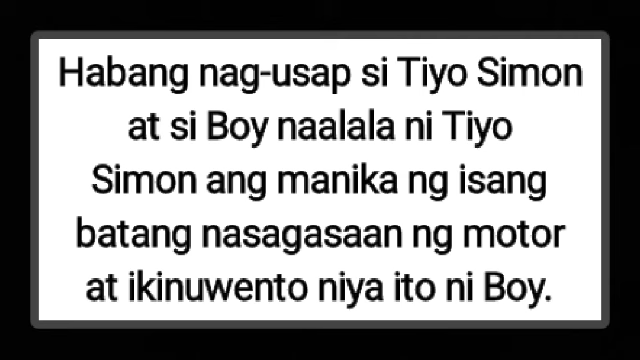 Habang nag-usap si Tiyo Simon
at si Boy naalala ni Tiyo
Simon ang manika ng isang
batang nasagasaan ng motor
at ikinuwento niya ito ni Boy.